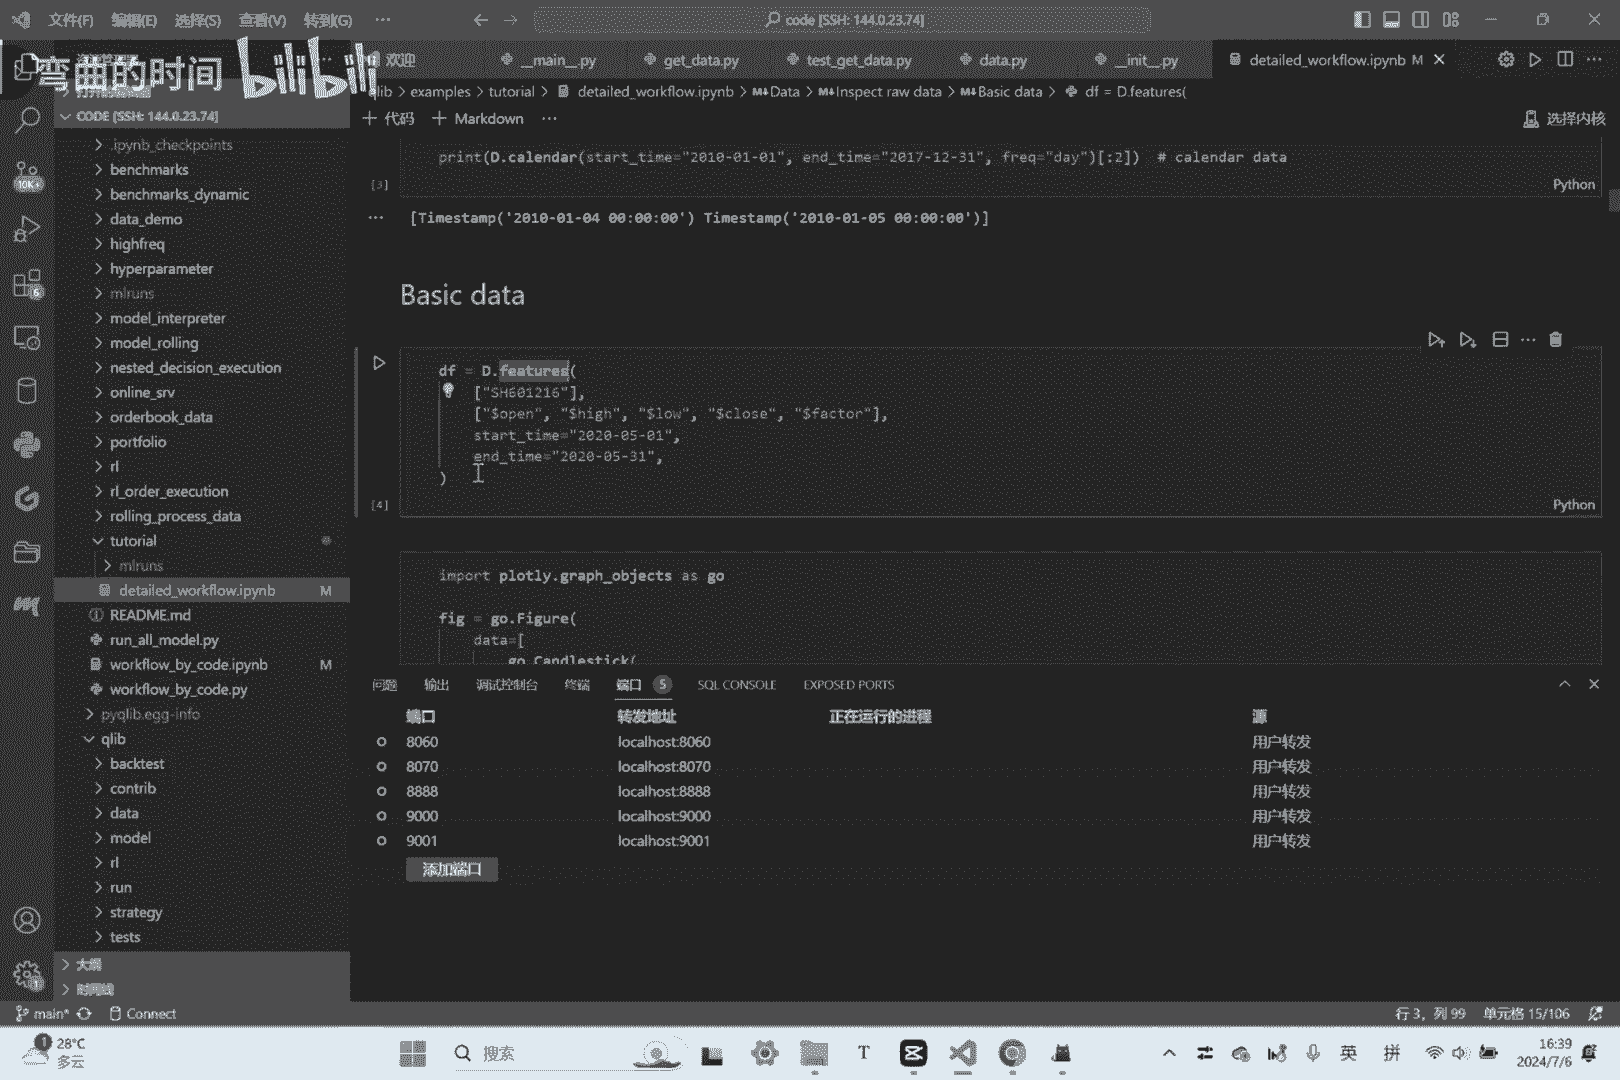 文件(F) 编辑(E) 选择(S) 查看(V) 转到(G) ··· code [SSH: 144.0.23.74]
弯曲的时间 bilibili
欢迎 __main__.py get_data.py test_get_data.py data.py __init__.py detailed_workflow.ipynb M
qlib > examples > tutorial > detailed_workflow.ipynb > M↓Data > M↓Inspect raw data > M↓Basic data > df = D.features(
CODE [SSH: 144.0.23.74]
+ 代码 + Markdown ··· 选择内核
.ipynb_checkpoints
benchmarks
benchmarks_dynamic
data_demo
highfreq
hyperparameter
mlruns
model_interpreter
model_rolling
nested_decision_execution
online_srv
orderbook_data
portfolio
rl
rl_order_execution
rolling_process_data
tutorial
mlruns
detailed_workflow.ipynb M
README.md
run_all_model.py
workflow_by_code.ipynb M
workflow_by_code.py
pyqlib.egg-info
qlib
backtest
contrib
data
model
rl
run
strategy
tests
大纲
时间线
10K+
6
1
print(D.calendar(start_time="2010-01-01", end_time="2017-12-31", freq="day")[:2]) # calendar data
[3] Python
··· [Timestamp('2010-01-04 00:00:00') Timestamp('2010-01-05 00:00:00')]
Basic data
df = D.features(
["SH601216"],
["$open", "$high", "$low", "$close", "$factor"],
start_time="2020-05-01",
end_time="2020-05-31",
)
[4] Python
import plotly.graph_objects as go
fig = go.Figure(
data=[
go.Candlestick(
问题 输出 调试控制台 终端 端口 5 SQL CONSOLE EXPOSED PORTS
端口 转发地址 正在运行的进程 源
8060 localhost:8060 用户转发
8070 localhost:8070 用户转发
8888 localhost:8888 用户转发
9000 localhost:9000 用户转发
9001 localhost:9001 用户转发
添加端口
main* Connect 行 3，列 99 单元格 15/106
1 28°C
多云
搜索
T
英 拼
16:39
2024/7/6